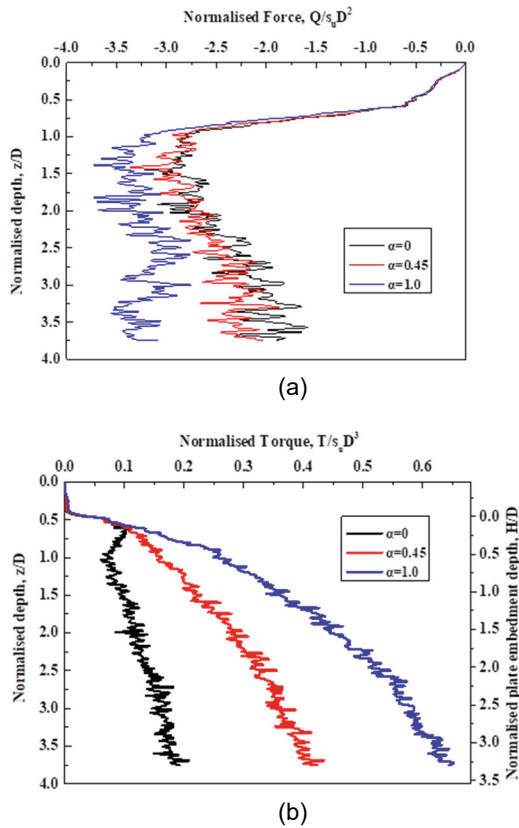 Normalised Force, Q/sᵤD²
-4.0 -3.5 -3.0 -2.5 -2.0 -1.5 -1.0 -0.5 0.0
0.0
0.5
1.0
1.5
2.0
2.5
3.0
3.5
4.0
Normalised depth, z/D
α=0
α=0.45
α=1.0
(a)
Normalised Torque, T/sᵤD³
0.0 0.1 0.2 0.3 0.4 0.5 0.6
0.0
0.5
1.0
1.5
2.0
2.5
3.0
3.5
4.0
Normalised depth, z/D
α=0
α=0.45
α=1.0
0.0
0.5
1.0
1.5
2.0
2.5
3.0
3.5
Normalised plate embedment depth, H/D
(b)